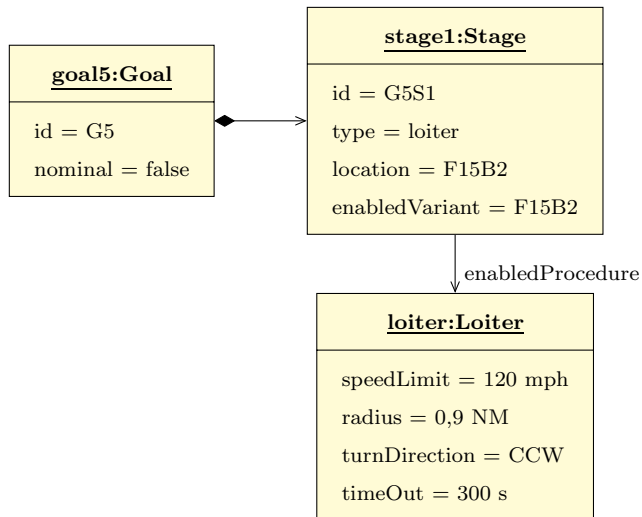 goal5:Goal
id = G5
nominal = false
stage1:Stage
id = G5S1
type = loiter
location = F15B2
enabledVariant = F15B2
enabledProcedure
loiter:Loiter
speedLimit = 120 mph
radius = 0,9 NM
turnDirection = CCW
timeOut = 300 s